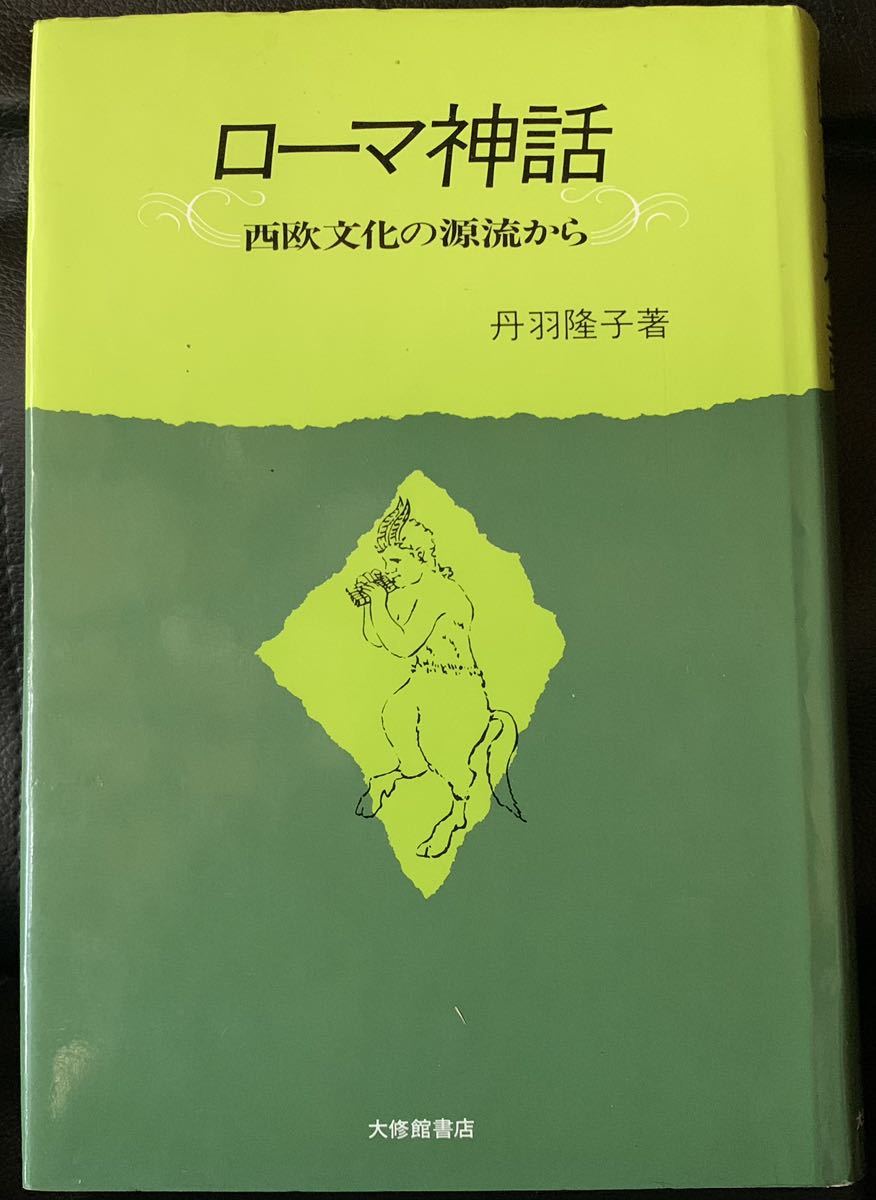 ローマ神話
西欧文化の源流から
丹羽隆子著
大修館書店